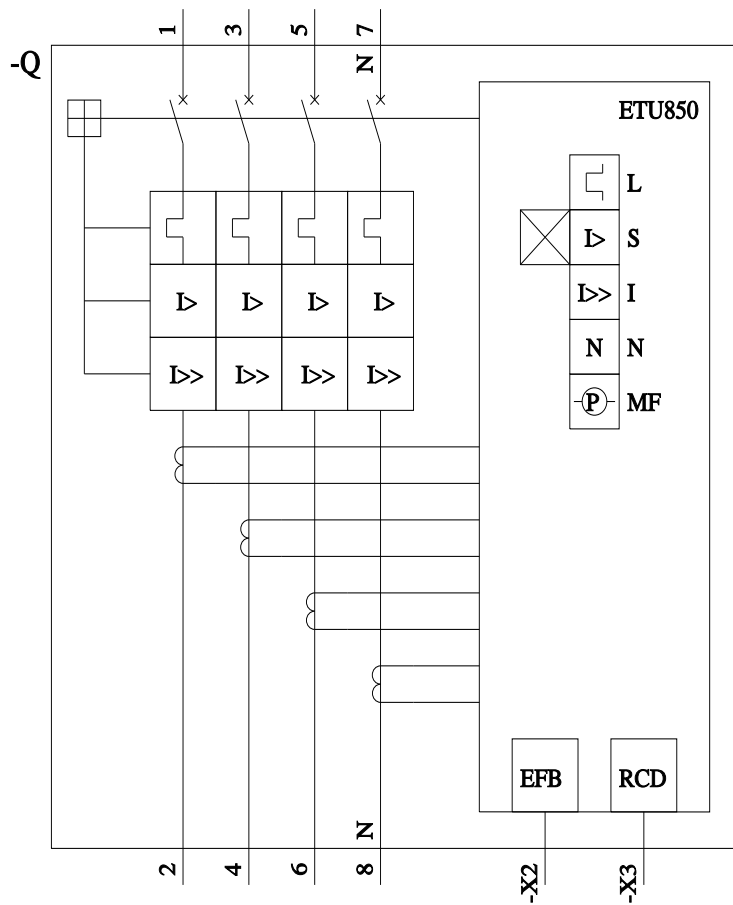 1 3 5 7
-Q N
ETU850
L
I> S
I> I> I> I> I>> I
N N
I>> I>> I>> I>> P MF
EFB RCD
N
2 4 6 8 -X2 -X3